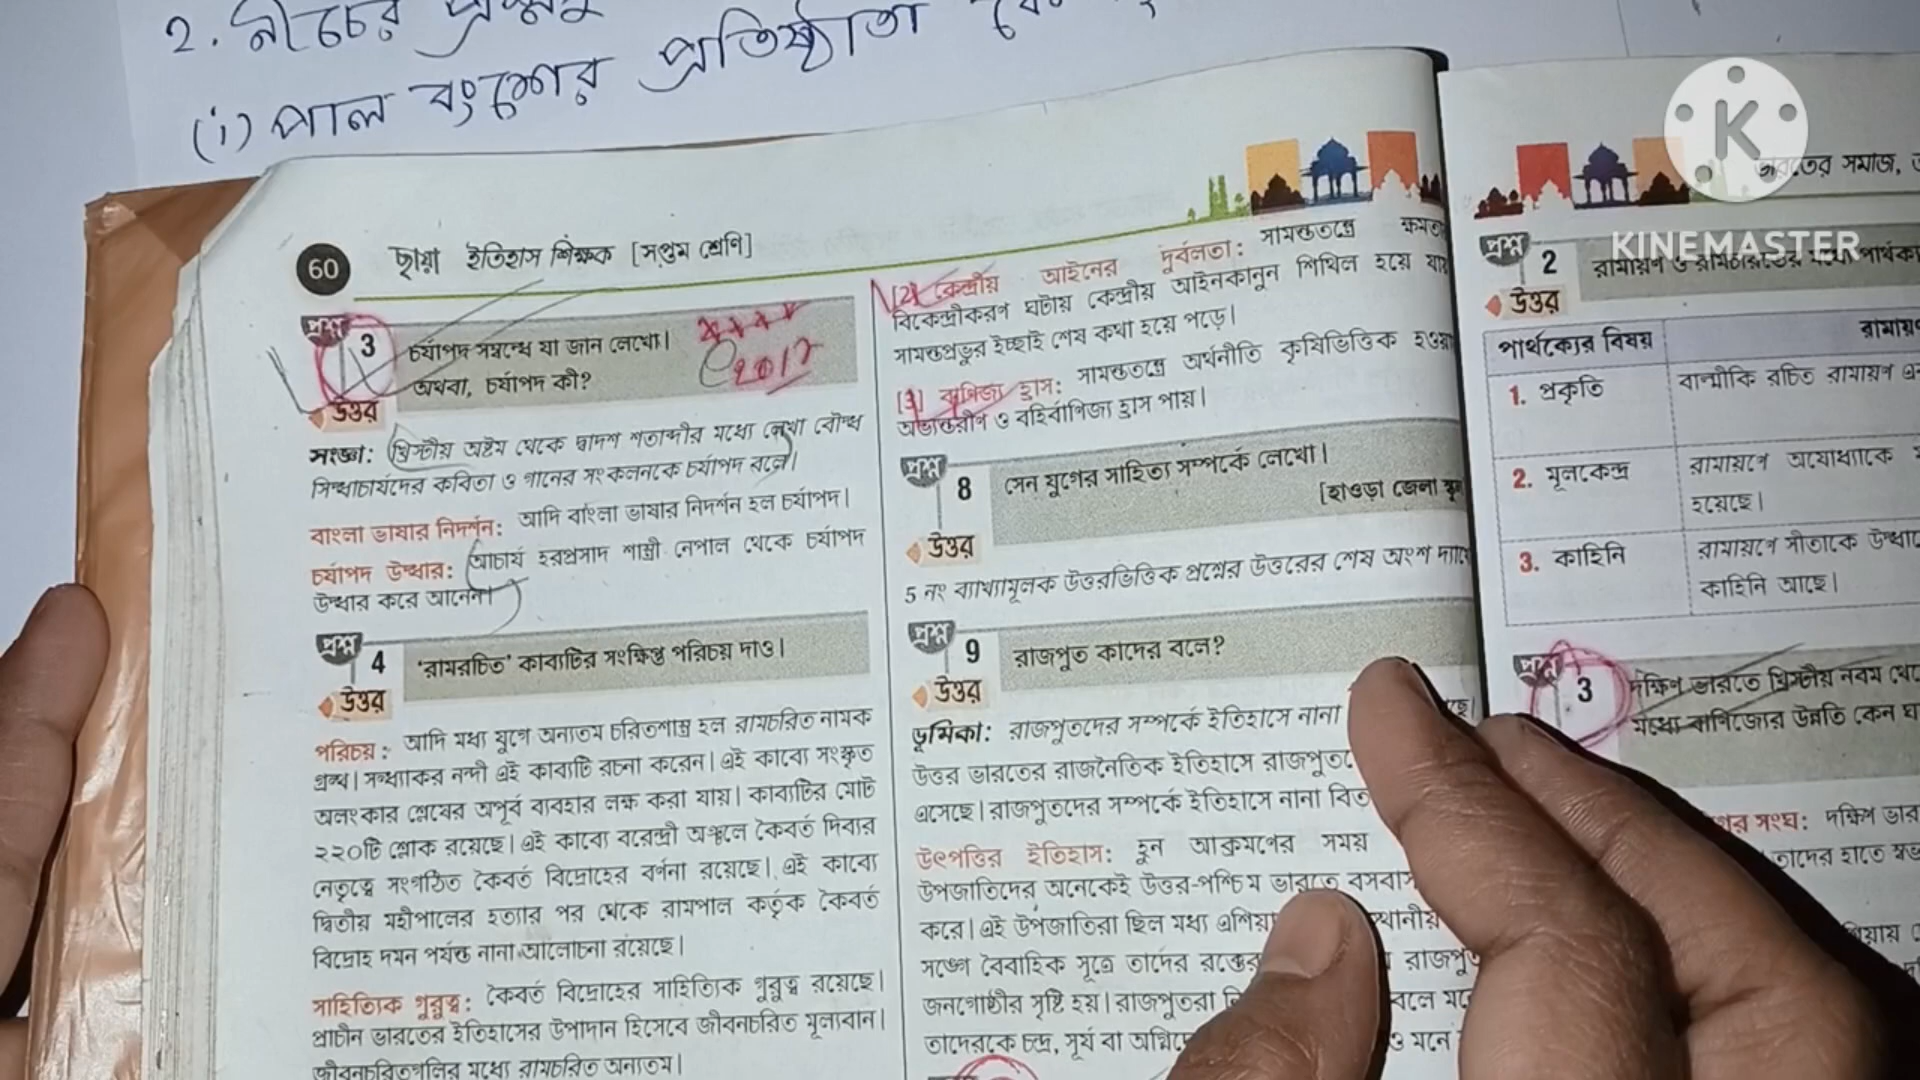 2. নীচের
(i) পাল বংশের প্রতিষ্ঠাতা
KINEMASTER
60 ছায়া ইতিহাস শিক্ষক [সপ্তম শ্রেণি]
প্রশ্ন 3 চর্যাপদ সম্বন্ধে যা জান লেখো।
অথবা, চর্যাপদ কী?
2017
উত্তর
সংজ্ঞা: খ্রিস্টীয় অষ্টম থেকে দ্বাদশ শতাব্দীর মধ্যে লেখা বৌদ্ধ
সিদ্ধাচার্যদের কবিতা ও গানের সংকলনকে চর্যাপদ বলে।
বাংলা ভাষার নিদর্শন: আদি বাংলা ভাষার নিদর্শন হল চর্যাপদ।
চর্যাপদ উদ্ধার: আচার্য হরপ্রসাদ শাস্ত্রী নেপাল থেকে চর্যাপদ
উদ্ধার করে আনেন।
প্রশ্ন 4 'রামরচিত' কাব্যটির সংক্ষিপ্ত পরিচয় দাও।
উত্তর
পরিচয়: আদি মধ্য যুগে অন্যতম চরিতশাস্ত্র হল রামচরিত নামক
গ্রন্থ। সন্ধ্যাকর নন্দী এই কাব্যটি রচনা করেন। এই কাব্যে সংস্কৃত
অলংকার শ্লেষের অপূর্ব ব্যবহার লক্ষ করা যায়। কাব্যটির মোট
২২০টি শ্লোক রয়েছে। এই কাব্যে বরেন্দ্রী অঞ্চলে কৈবর্ত দিব্যর
নেতৃত্বে সংগঠিত কৈবর্ত বিদ্রোহের বর্ণনা রয়েছে। এই কাব্যে
দ্বিতীয় মহীপালের হত্যার পর থেকে রামপাল কর্তৃক কৈবর্ত
বিদ্রোহ দমন পর্যন্ত নানা আলোচনা রয়েছে।
সাহিত্যিক গুরুত্ব: কৈবর্ত বিদ্রোহের সাহিত্যিক গুরুত্ব রয়েছে।
প্রাচীন ভারতের ইতিহাসের উপাদান হিসেবে জীবনচরিত মূল্যবান।
জীবনচরিতগুলির মধ্যে রামচরিত অন্যতম।
[2] কেন্দ্রীয় আইনের দুর্বলতা: সামন্ততন্ত্রে
বিকেন্দ্রীকরণ ঘটায় কেন্দ্রীয় আইনকানুন শিথিল হয়ে যায়
সামন্তপ্রভুর ইচ্ছাই শেষ কথা হয়ে পড়ে।
[3] বাণিজ্য হ্রাস: সামন্ততন্ত্রে অর্থনীতি কৃষিভিত্তিক হওয়া
অভ্যন্তরীণ ও বহির্বাণিজ্য হ্রাস পায়।
প্রশ্ন 8 সেন যুগের সাহিত্য সম্পর্কে লেখো।
[হাওড়া জেলা
উত্তর
5 নং ব্যাখ্যামূলক উত্তরভিত্তিক প্রশ্নের উত্তরের শেষ অংশ
প্রশ্ন 9 রাজপুত কাদের বলে?
উত্তর
ভূমিকা: রাজপুতদের সম্পর্কে ইতিহাসে নানা
উত্তর ভারতের রাজনৈতিক ইতিহাসে
এসেছে। রাজপুতদের সম্পর্কে ইতিহাসে নানা
উৎপত্তির ইতিহাস: হুন আক্রমণের সময়
উপজাতিদের অনেকেই উত্তর-পশ্চিম ভারতে
করে। এই উপজাতিরা ছিল মধ্য
সঙ্গে বৈবাহিক সূত্রে তাদের রক্তের
জনগোষ্ঠীর সৃষ্টি হয়। রাজপুতরা বলে
তাদেরকে চন্দ্র, সূর্য বা
ভারতের সমাজ,
প্রশ্ন 2 রামায়ণ ও রামচরিতের মধ্যে
উত্তর
পার্থক্যের বিষয়
1. প্রকৃতি বাল্মীকি রচিত রামায়ণ
2. মূলকেন্দ্র রামায়ণে অযোধ্যাকে
হয়েছে।
3. কাহিনি রামায়ণে সীতাকে
কাহিনি আছে।
প্রশ্ন 3 দক্ষিণ ভারতে খ্রিস্টীয় নবম
মধ্যে বাণিজ্যের উন্নতি কেন
সংঘ: দক্ষিণ
তাদের হাতে